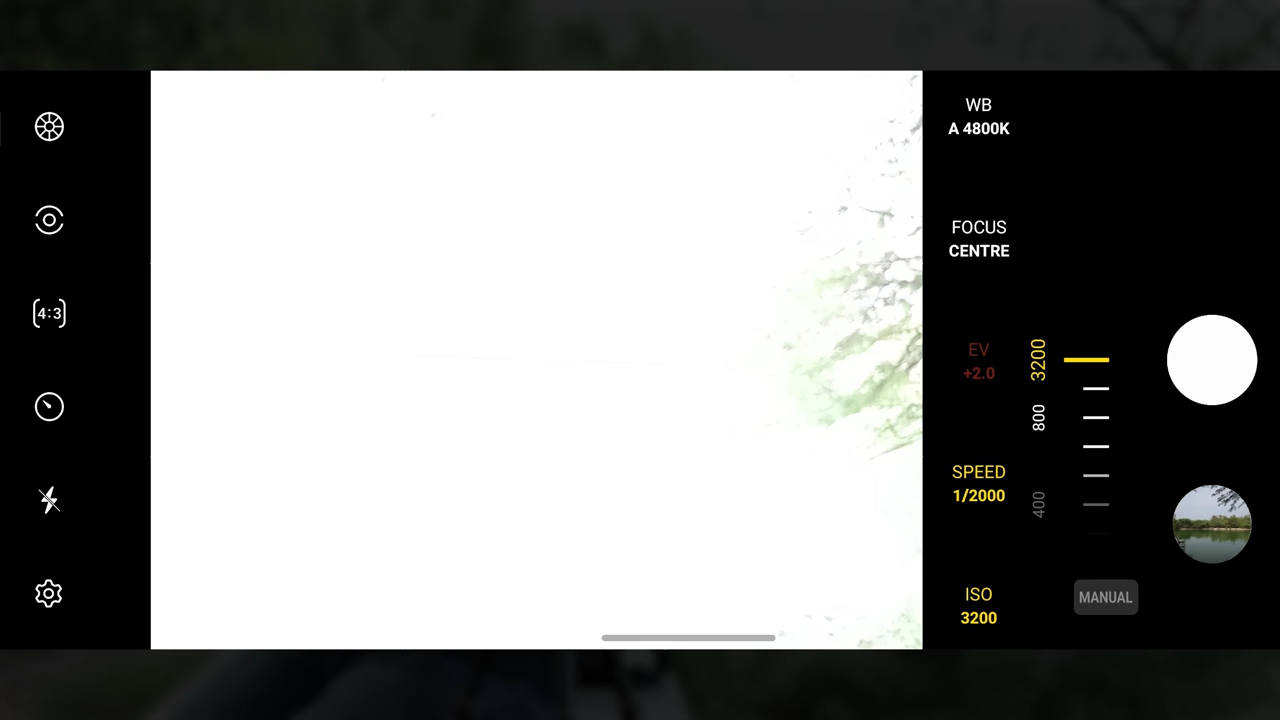 4:3
WB
A 4800K
FOCUS
CENTRE
EV
+2.0
SPEED
1/2000
ISO
3200
3200
800
400
MANUAL